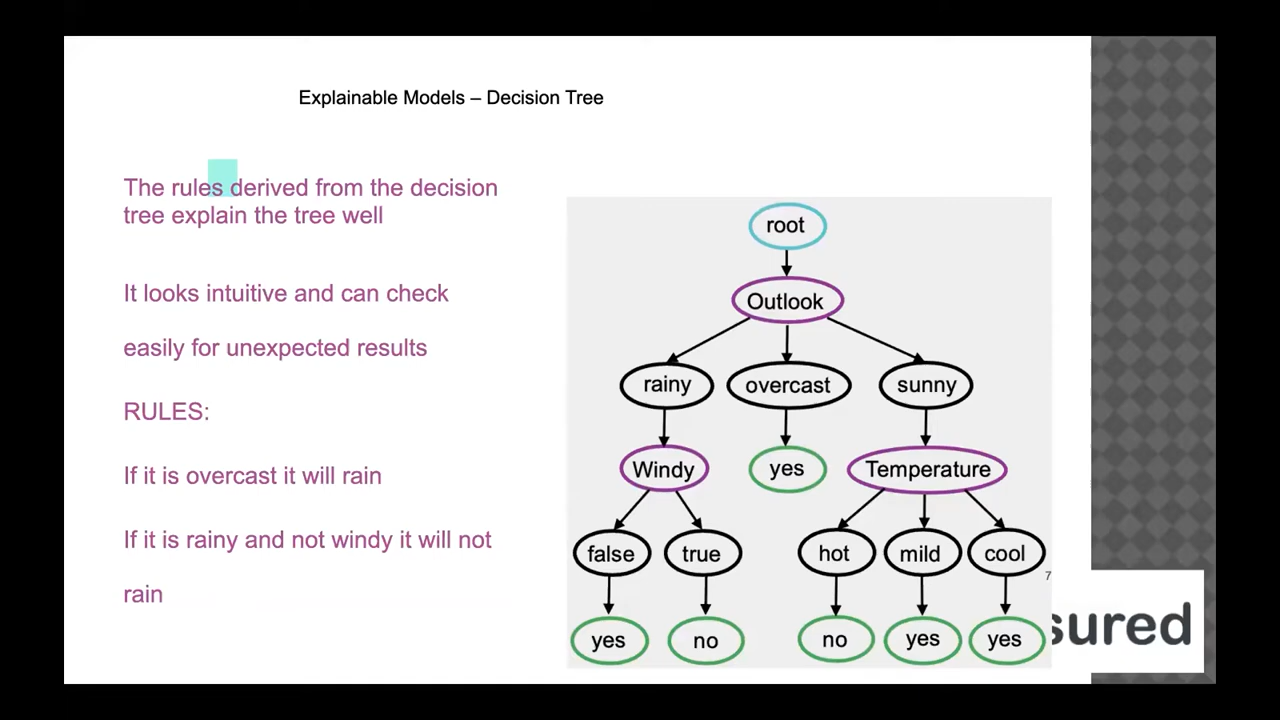 Explainable Models – Decision Tree
The rules derived from the decision
tree explain the tree well
It looks intuitive and can check
easily for unexpected results
RULES:
If it is overcast it will rain
If it is rainy and not windy it will not
rain
root
Outlook
rainy overcast sunny
Windy yes Temperature
false true hot mild cool
7
yes no no yes yes
sured